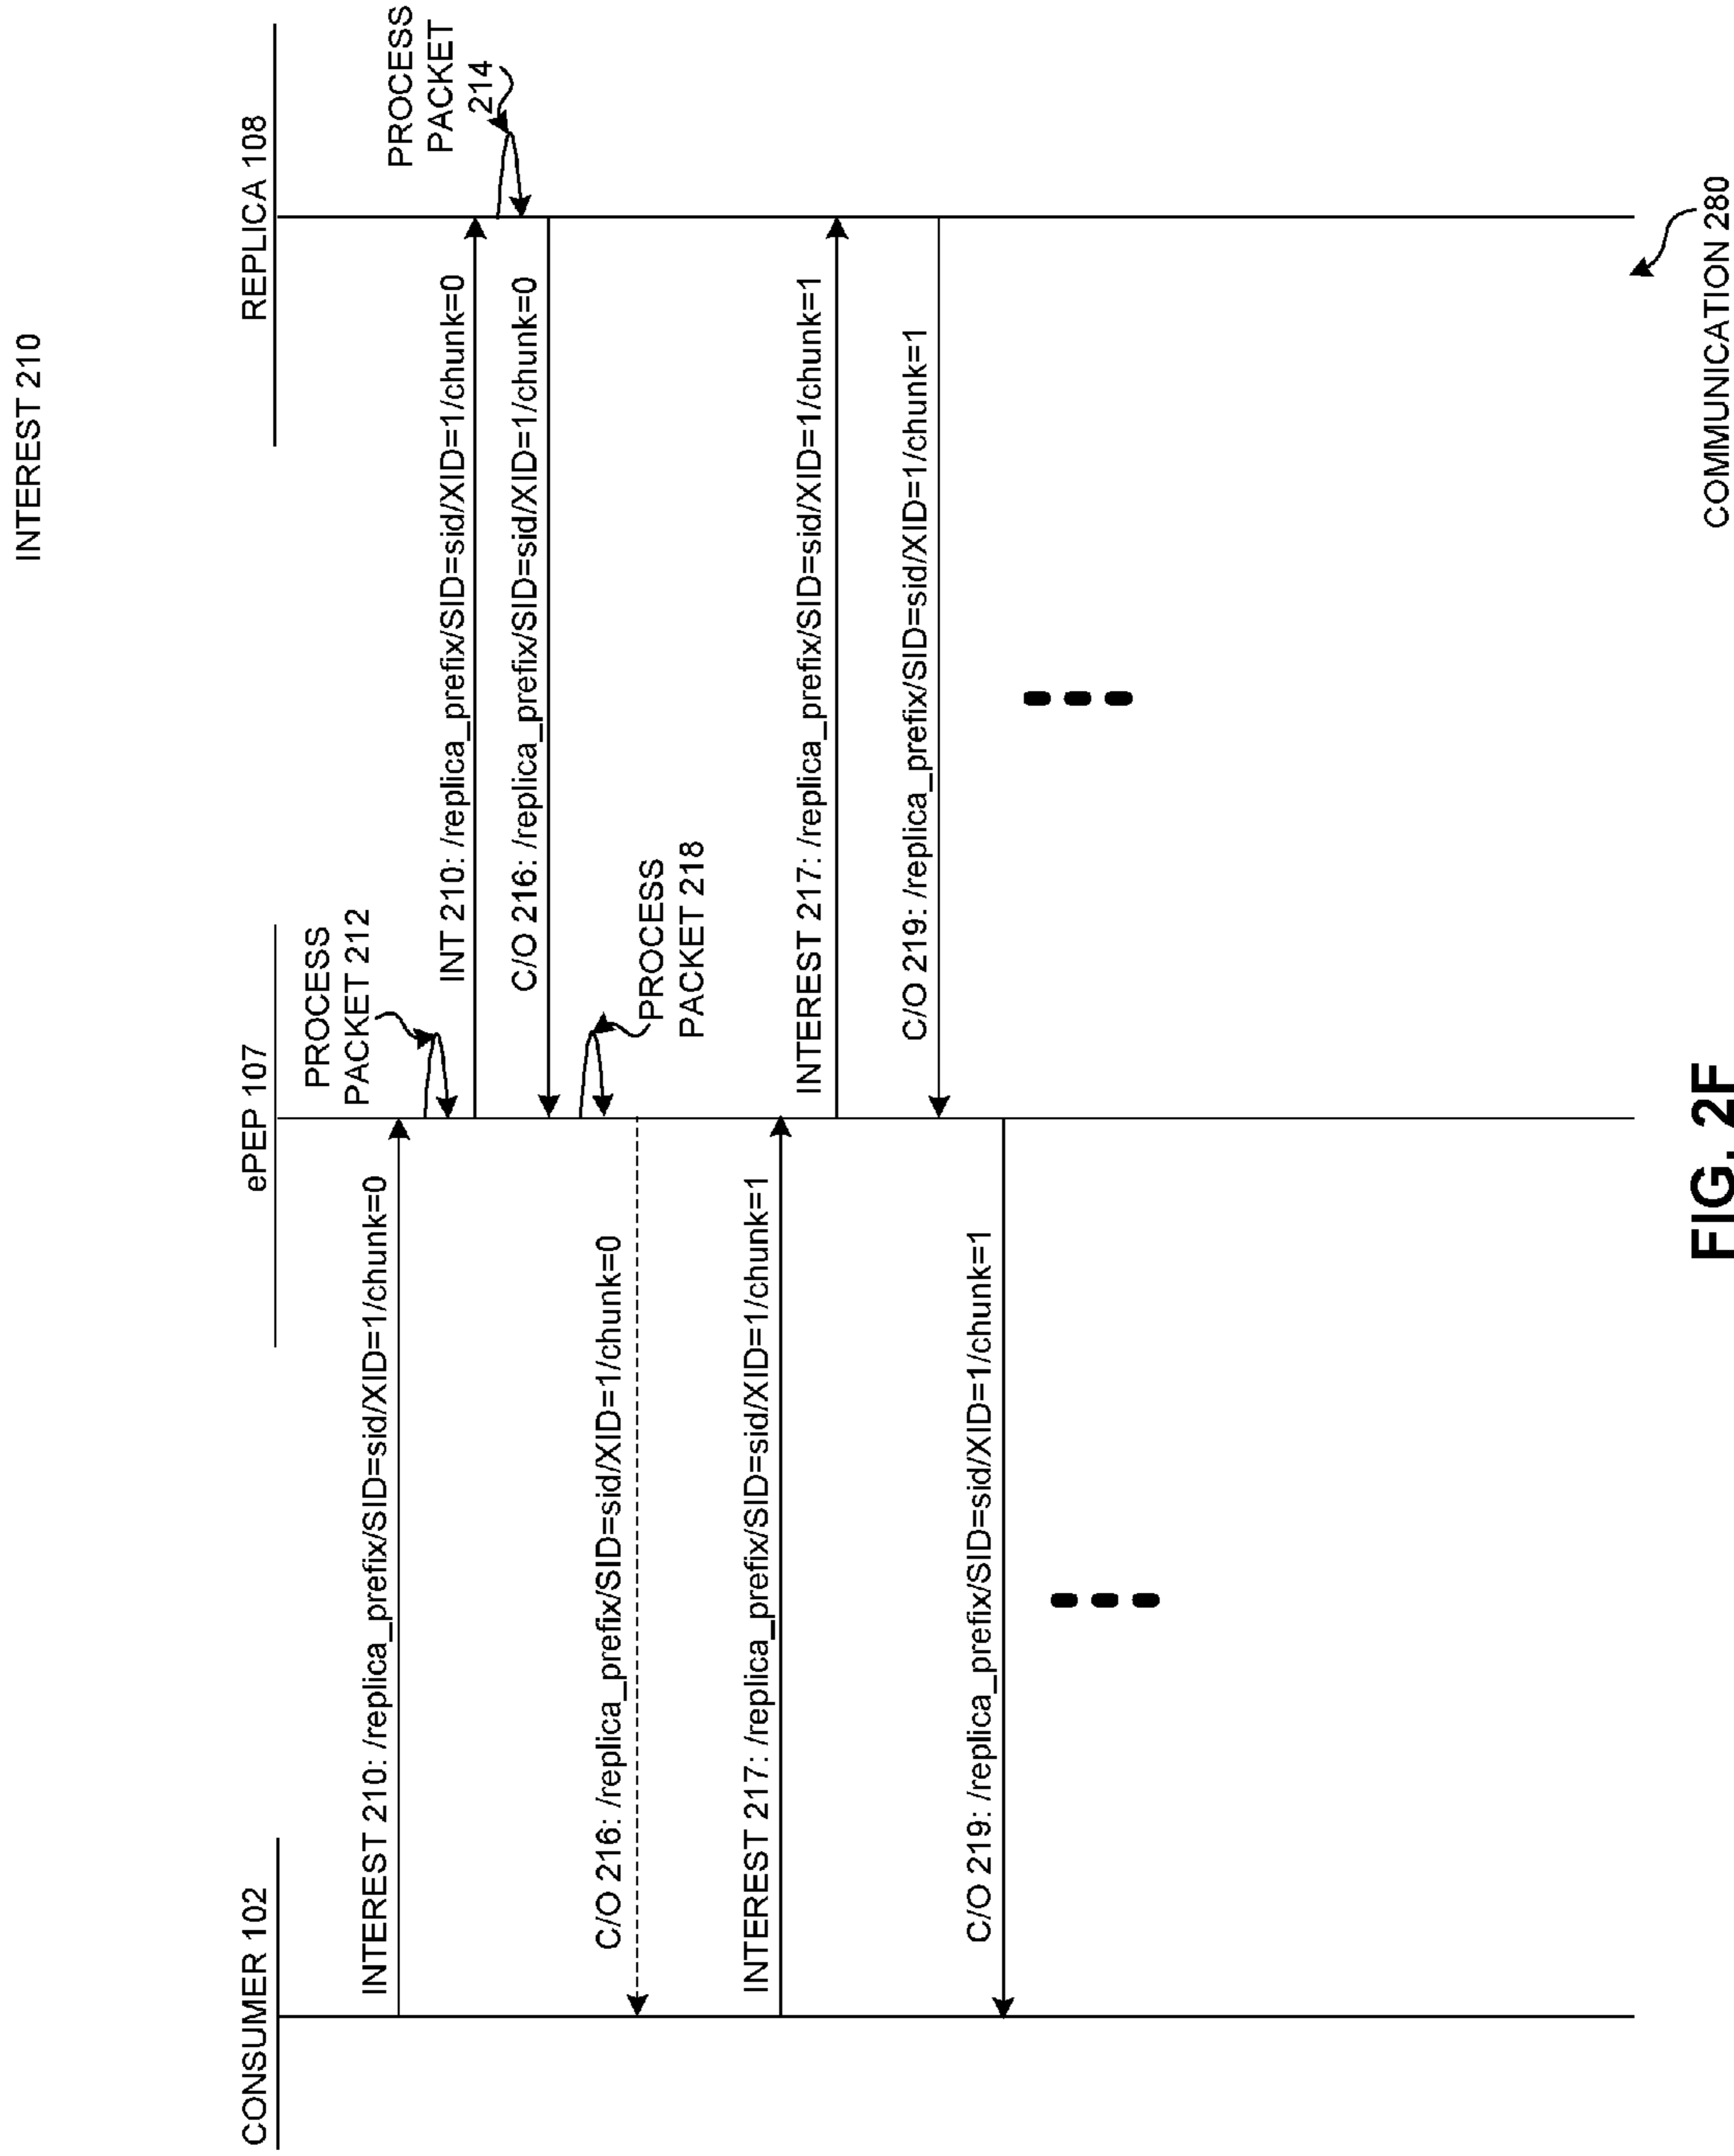 INTEREST 210
CONSUMER 102
ePEP 107
REPLICA 108
INTEREST 210: /replica_prefix/SID=sid/XID=1/chunk=0
PROCESS
PACKET 212
INT 210: /replica_prefix/SID=sid/XID=1/chunk=0
PROCESS
PACKET
214
C/O 216: /replica_prefix/SID=sid/XID=1/chunk=0
PROCESS
PACKET 218
C/O 216: /replica_prefix/SID=sid/XID=1/chunk=0
INTEREST 217: /replica_prefix/SID=sid/XID=1/chunk=1
INTEREST 217: /replica_prefix/SID=sid/XID=1/chunk=1
C/O 219: /replica_prefix/SID=sid/XID=1/chunk=1
C/O 219: /replica_prefix/SID=sid/XID=1/chunk=1
COMMUNICATION 280
FIG. 2F